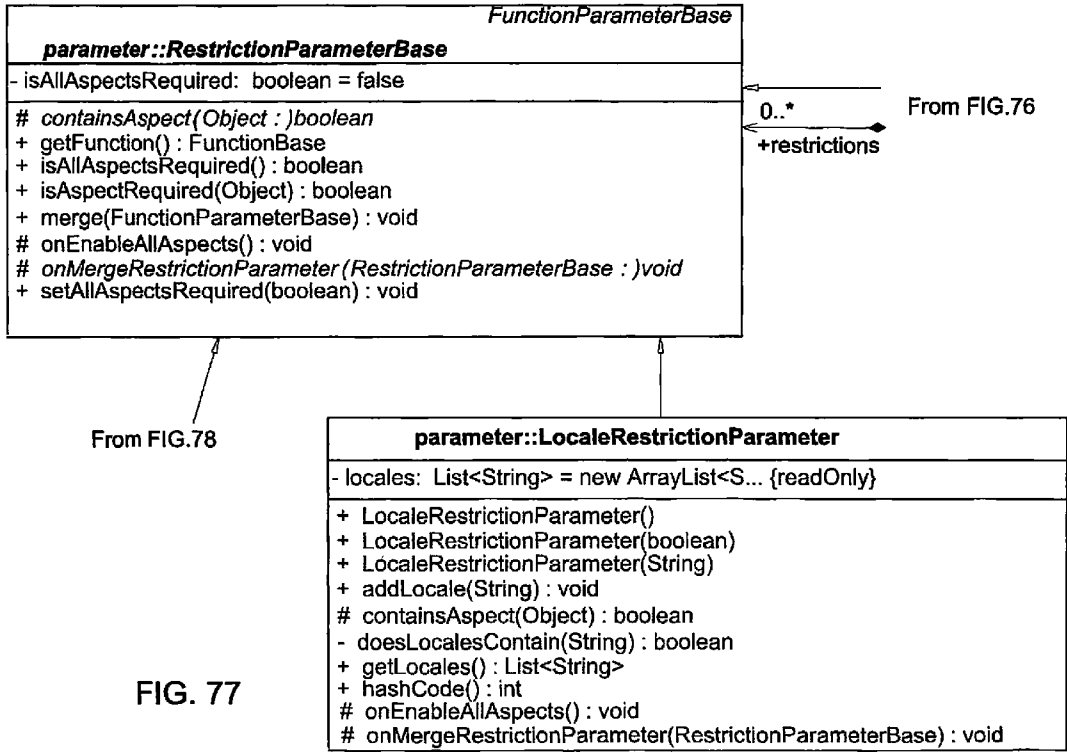 FunctionParameterBase
parameter::RestrictionParameterBase
- isAllAspectsRequired: boolean = false
# containsAspect(Object : )boolean
+ getFunction() : FunctionBase
+ isAllAspectsRequired() : boolean
+ isAspectRequired(Object) : boolean
+ merge(FunctionParameterBase) : void
# onEnableAllAspects() : void
# onMergeRestrictionParameter(RestrictionParameterBase : )void
+ setAllAspectsRequired(boolean) : void
0..*
+restrictions
From FIG.76
From FIG.78
parameter::LocaleRestrictionParameter
- locales: List<String> = new ArrayList<S... {readOnly}
+ LocaleRestrictionParameter()
+ LocaleRestrictionParameter(boolean)
+ LocaleRestrictionParameter(String)
+ addLocale(String) : void
# containsAspect(Object) : boolean
- doesLocalesContain(String) : boolean
+ getLocales() : List<String>
+ hashCode() : int
# onEnableAllAspects() : void
# onMergeRestrictionParameter(RestrictionParameterBase) : void
FIG. 77